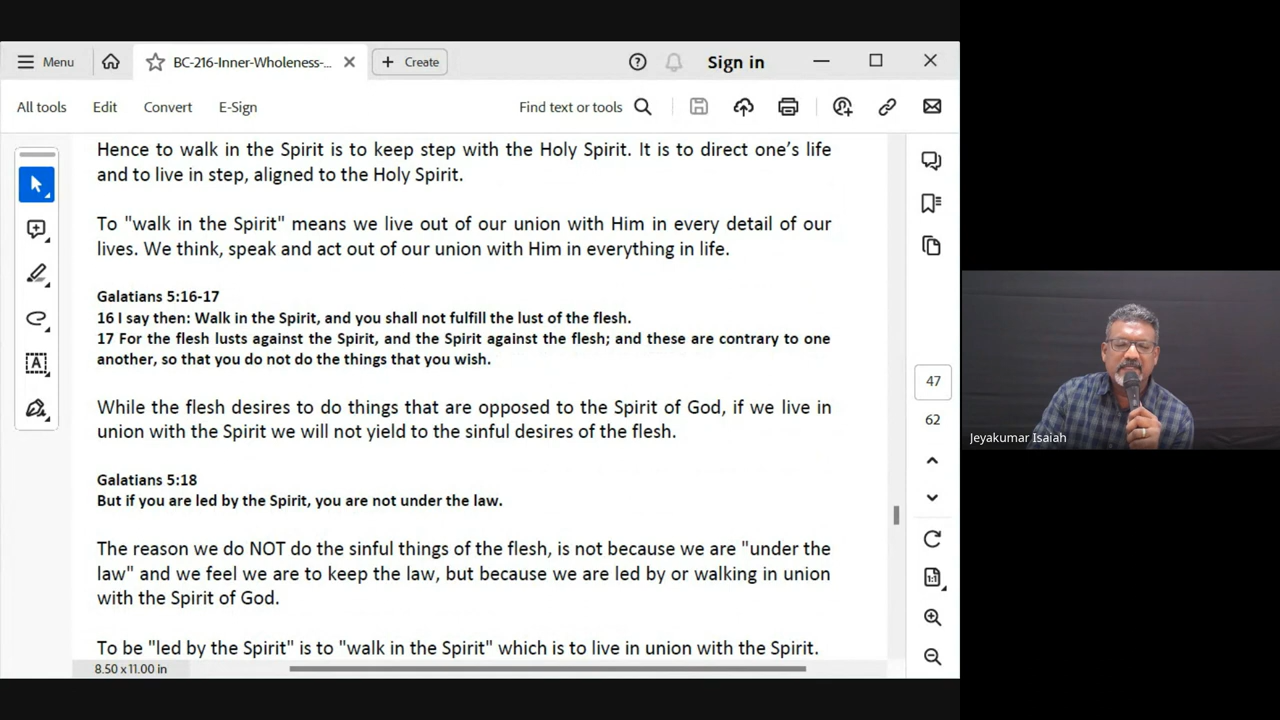 Menu
BC-216-Inner-Wholeness-...
Create
Sign in
All tools
Edit
Convert
E-Sign
Find text or tools
Hence to walk in the Spirit is to keep step with the Holy Spirit. It is to direct one’s life
and to live in step, aligned to the Holy Spirit.
To "walk in the Spirit" means we live out of our union with Him in every detail of our
lives. We think, speak and act out of our union with Him in everything in life.
Galatians 5:16-17
16 I say then: Walk in the Spirit, and you shall not fulfill the lust of the flesh.
17 For the flesh lusts against the Spirit, and the Spirit against the flesh; and these are contrary to one
another, so that you do not do the things that you wish.
While the flesh desires to do things that are opposed to the Spirit of God, if we live in
union with the Spirit we will not yield to the sinful desires of the flesh.
Galatians 5:18
But if you are led by the Spirit, you are not under the law.
The reason we do NOT do the sinful things of the flesh, is not because we are "under the
law" and we feel we are to keep the law, but because we are led by or walking in union
with the Spirit of God.
To be "led by the Spirit" is to "walk in the Spirit" which is to live in union with the Spirit.
8.50 x 11.00 in
47
62
1:1
Jeyakumar Isaiah